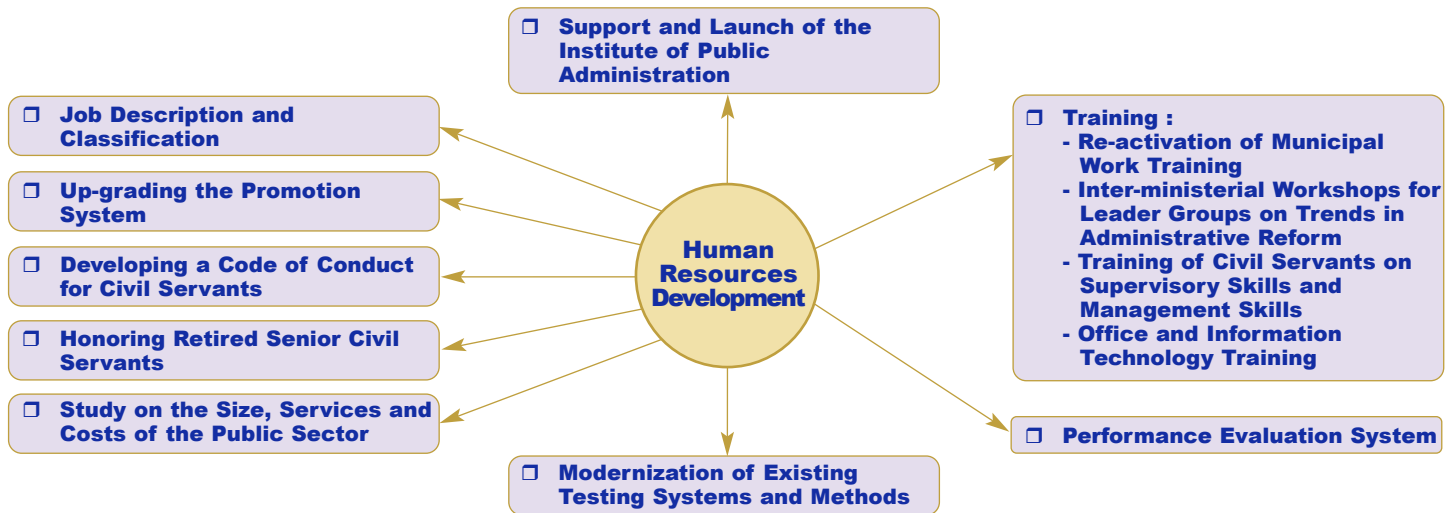 ❒ Support and Launch of the
Institute of Public
Administration
❒ Job Description and
Classification
❒ Up-grading the Promotion
System
❒ Developing a Code of Conduct
for Civil Servants
❒ Honoring Retired Senior Civil
Servants
❒ Study on the Size, Services and
Costs of the Public Sector
Human
Resources
Development
❒ Training :
- Re-activation of Municipal
Work Training
- Inter-ministerial Workshops for
Leader Groups on Trends in
Administrative Reform
- Training of Civil Servants on
Supervisory Skills and
Management Skills
- Office and Information
Technology Training
❒ Performance Evaluation System
❒ Modernization of Existing
Testing Systems and Methods